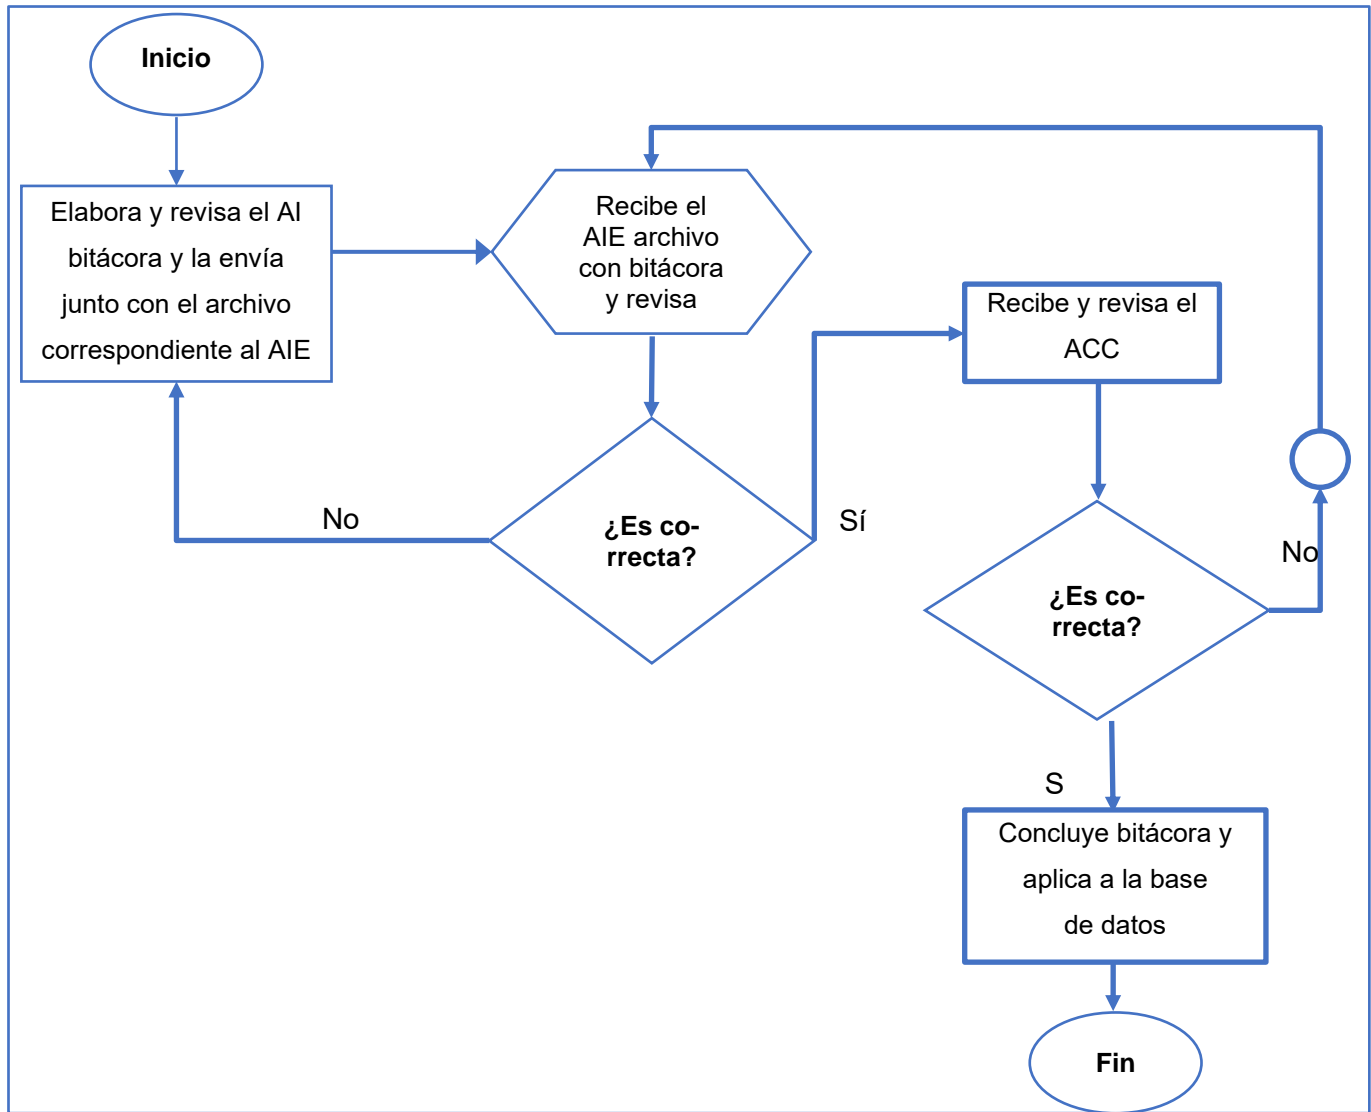 Inicio
Elabora y revisa el AI
bitácora y la envía
junto con el archivo
correspondiente al AIE
Recibe el
AIE archivo
con bitácora
y revisa
¿Es co-
rrecta?
No
Sí
Recibe y revisa el
ACC
¿Es co-
rrecta?
No
S
Concluye bitácora y
aplica a la base
de datos
Fin